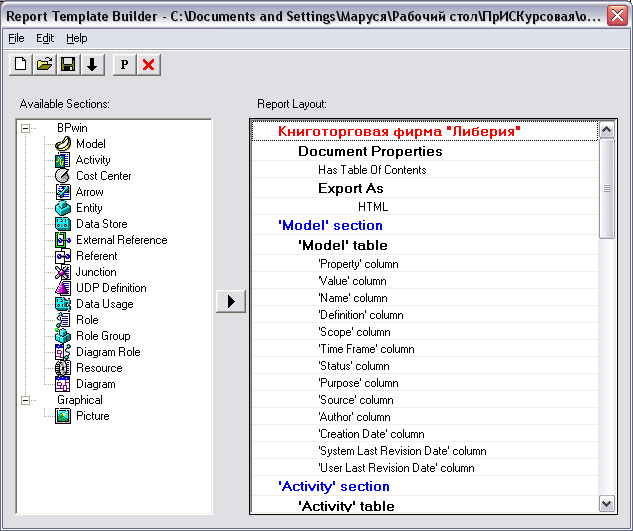 Report Template Builder - C:\Documents and Settings\Маруся\Рабочий стол\ПрИСКурсовая\о...
File Edit Help
P
Available Sections:
Report Layout:
BPwin
Model
Activity
Cost Center
Arrow
Entity
Data Store
External Reference
Referent
Junction
UDP Definition
Data Usage
Role
Role Group
Diagram Role
Resource
Diagram
Graphical
Picture
Книготорговая фирма "Либерия"
Document Properties
Has Table Of Contents
Export As
HTML
'Model' section
'Model' table
'Property' column
'Value' column
'Name' column
'Definition' column
'Scope' column
'Time Frame' column
'Status' column
'Purpose' column
'Source' column
'Author' column
'Creation Date' column
'System Last Revision Date' column
'User Last Revision Date' column
'Activity' section
'Activity' table